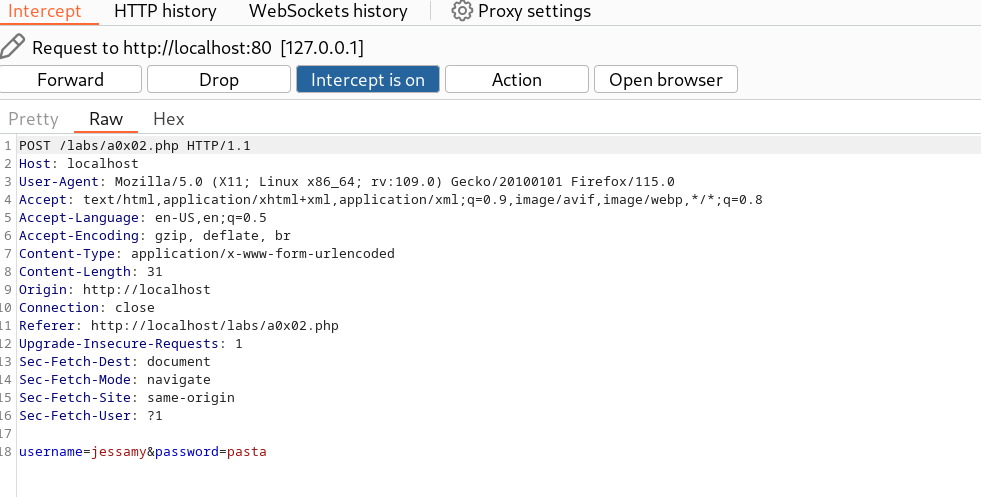 Intercept HTTP history WebSockets history Proxy settings
Request to http://localhost:80 [127.0.0.1]
Forward Drop Intercept is on Action Open browser
Pretty Raw Hex
1 POST /labs/a0x02.php HTTP/1.1
2 Host: localhost
3 User-Agent: Mozilla/5.0 (X11; Linux x86_64; rv:109.0) Gecko/20100101 Firefox/115.0
4 Accept: text/html,application/xhtml+xml,application/xml;q=0.9,image/avif,image/webp,*/*;q=0.8
5 Accept-Language: en-US,en;q=0.5
6 Accept-Encoding: gzip, deflate, br
7 Content-Type: application/x-www-form-urlencoded
8 Content-Length: 31
9 Origin: http://localhost
10 Connection: close
11 Referer: http://localhost/labs/a0x02.php
12 Upgrade-Insecure-Requests: 1
13 Sec-Fetch-Dest: document
14 Sec-Fetch-Mode: navigate
15 Sec-Fetch-Site: same-origin
16 Sec-Fetch-User: ?1
17
18 username=jessamy&password=pasta